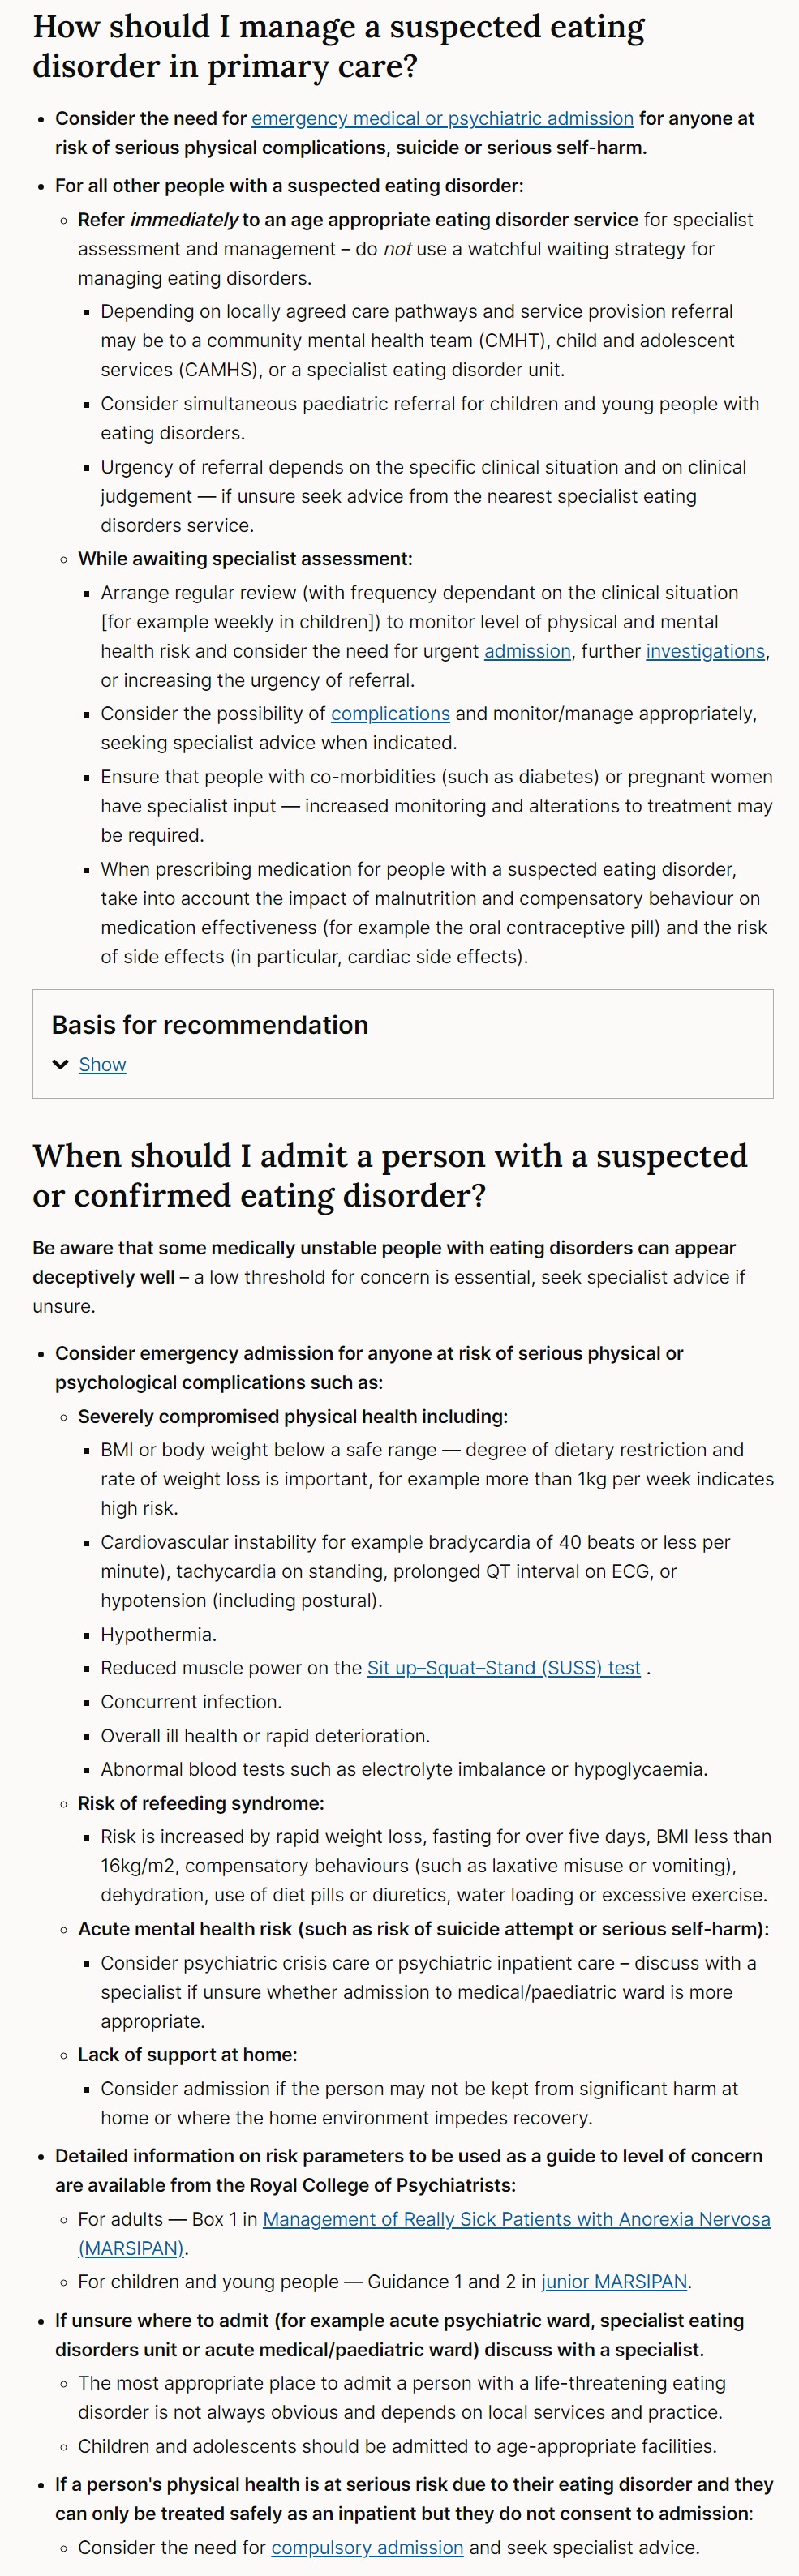 How should I manage a suspected eating
disorder in primary care?
• Consider the need for emergency medical or psychiatric admission for anyone at
risk of serious physical complications, suicide or serious self-harm.
• For all other people with a suspected eating disorder:
◦ Refer immediately to an age appropriate eating disorder service for specialist
assessment and management – do not use a watchful waiting strategy for
managing eating disorders.
▪ Depending on locally agreed care pathways and service provision referral
may be to a community mental health team (CMHT), child and adolescent
services (CAMHS), or a specialist eating disorder unit.
▪ Consider simultaneous paediatric referral for children and young people with
eating disorders.
▪ Urgency of referral depends on the specific clinical situation and on clinical
judgement — if unsure seek advice from the nearest specialist eating
disorders service.
◦ While awaiting specialist assessment:
▪ Arrange regular review (with frequency dependant on the clinical situation
[for example weekly in children]) to monitor level of physical and mental
health risk and consider the need for urgent admission, further investigations,
or increasing the urgency of referral.
▪ Consider the possibility of complications and monitor/manage appropriately,
seeking specialist advice when indicated.
▪ Ensure that people with co-morbidities (such as diabetes) or pregnant women
have specialist input — increased monitoring and alterations to treatment may
be required.
▪ When prescribing medication for people with a suspected eating disorder,
take into account the impact of malnutrition and compensatory behaviour on
medication effectiveness (for example the oral contraceptive pill) and the risk
of side effects (in particular, cardiac side effects).
Basis for recommendation
Show
When should I admit a person with a suspected
or confirmed eating disorder?
Be aware that some medically unstable people with eating disorders can appear
deceptively well – a low threshold for concern is essential, seek specialist advice if
unsure.
• Consider emergency admission for anyone at risk of serious physical or
psychological complications such as:
◦ Severely compromised physical health including:
▪ BMI or body weight below a safe range — degree of dietary restriction and
rate of weight loss is important, for example more than 1kg per week indicates
high risk.
▪ Cardiovascular instability for example bradycardia of 40 beats or less per
minute), tachycardia on standing, prolonged QT interval on ECG, or
hypotension (including postural).
▪ Hypothermia.
▪ Reduced muscle power on the Sit up–Squat–Stand (SUSS) test .
▪ Concurrent infection.
▪ Overall ill health or rapid deterioration.
▪ Abnormal blood tests such as electrolyte imbalance or hypoglycaemia.
◦ Risk of refeeding syndrome:
▪ Risk is increased by rapid weight loss, fasting for over five days, BMI less than
16kg/m2, compensatory behaviours (such as laxative misuse or vomiting),
dehydration, use of diet pills or diuretics, water loading or excessive exercise.
◦ Acute mental health risk (such as risk of suicide attempt or serious self-harm):
▪ Consider psychiatric crisis care or psychiatric inpatient care – discuss with a
specialist if unsure whether admission to medical/paediatric ward is more
appropriate.
◦ Lack of support at home:
▪ Consider admission if the person may not be kept from significant harm at
home or where the home environment impedes recovery.
• Detailed information on risk parameters to be used as a guide to level of concern
are available from the Royal College of Psychiatrists:
◦ For adults — Box 1 in Management of Really Sick Patients with Anorexia Nervosa
(MARSIPAN).
◦ For children and young people — Guidance 1 and 2 in junior MARSIPAN.
• If unsure where to admit (for example acute psychiatric ward, specialist eating
disorders unit or acute medical/paediatric ward) discuss with a specialist.
◦ The most appropriate place to admit a person with a life-threatening eating
disorder is not always obvious and depends on local services and practice.
◦ Children and adolescents should be admitted to age-appropriate facilities.
• If a person's physical health is at serious risk due to their eating disorder and they
can only be treated safely as an inpatient but they do not consent to admission:
◦ Consider the need for compulsory admission and seek specialist advice.